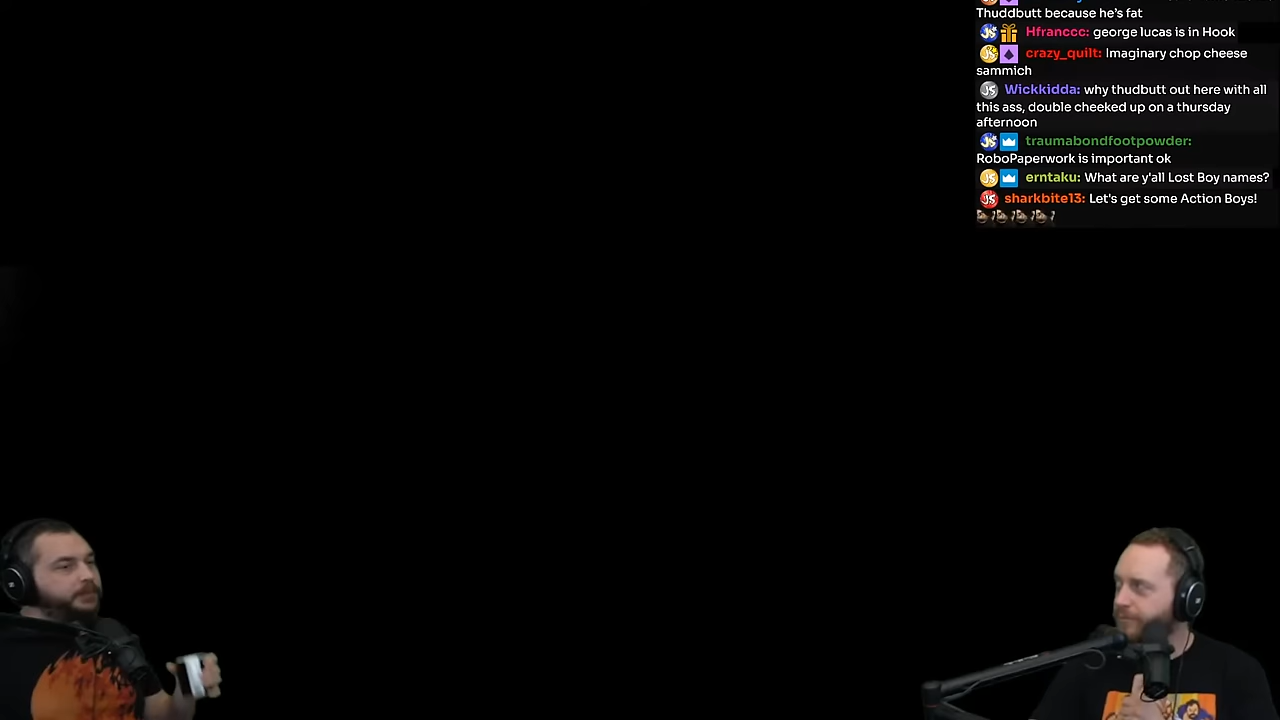 Thuddbutt because he's fat
Hfranccc: george lucas is in Hook
crazy_quilt: Imaginary chop cheese
sammich
Wickkidda: why thudbutt out here with all
this ass, double cheeked up on a thursday
afternoon
traumabondfootpowder:
RoboPaperwork is important ok
erntaku: What are y'all Lost Boy names?
sharkbite13: Let's get some Action Boys!